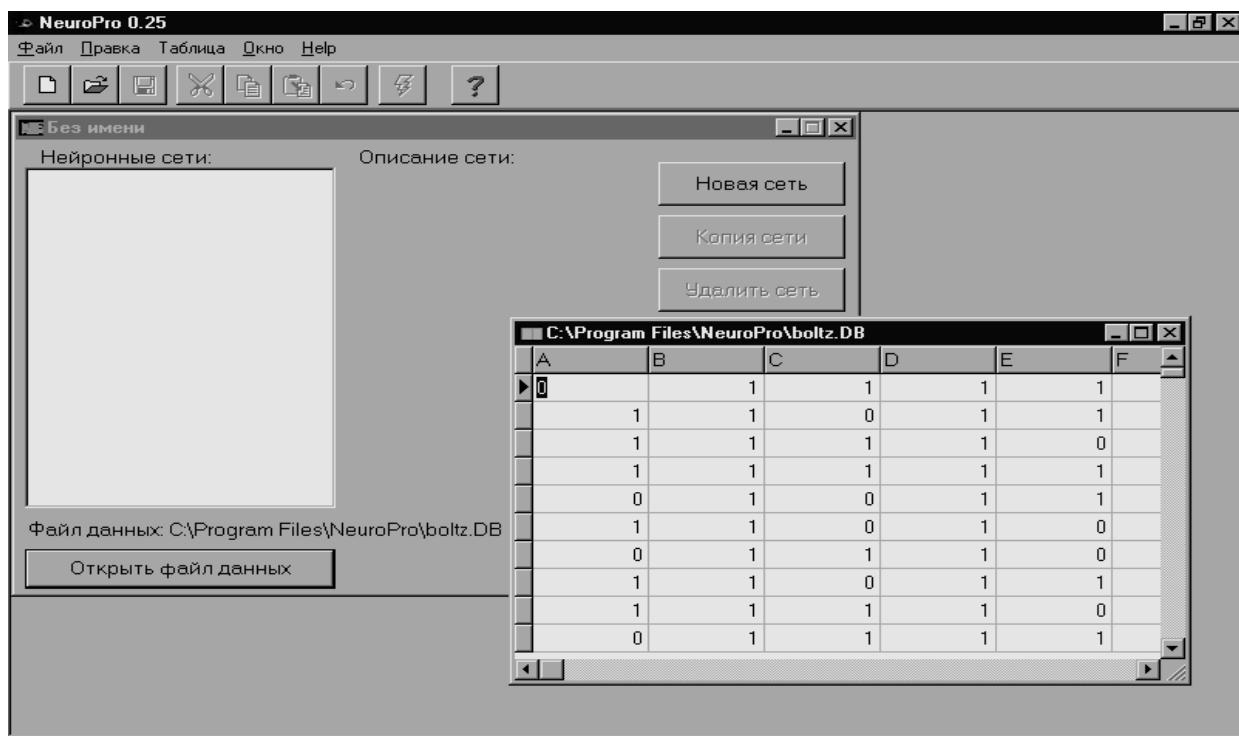 NeuroPro 0.25
Файл Правка Таблица Окно Help
Без имени
Нейронные сети:
Описание сети:
Новая сеть
Копия сети
Удалить сеть
Файл данных: C:\Program Files\NeuroPro\boltz.DB
Открыть файл данных
C:\Program Files\NeuroPro\boltz.DB
A B C D E F
0 1 1 1 1
1 1 0 1 1
1 1 1 1 0
1 1 1 1 1
0 1 0 1 1
1 1 0 1 0
0 1 1 1 0
1 1 0 1 1
1 1 1 1 0
0 1 1 1 1